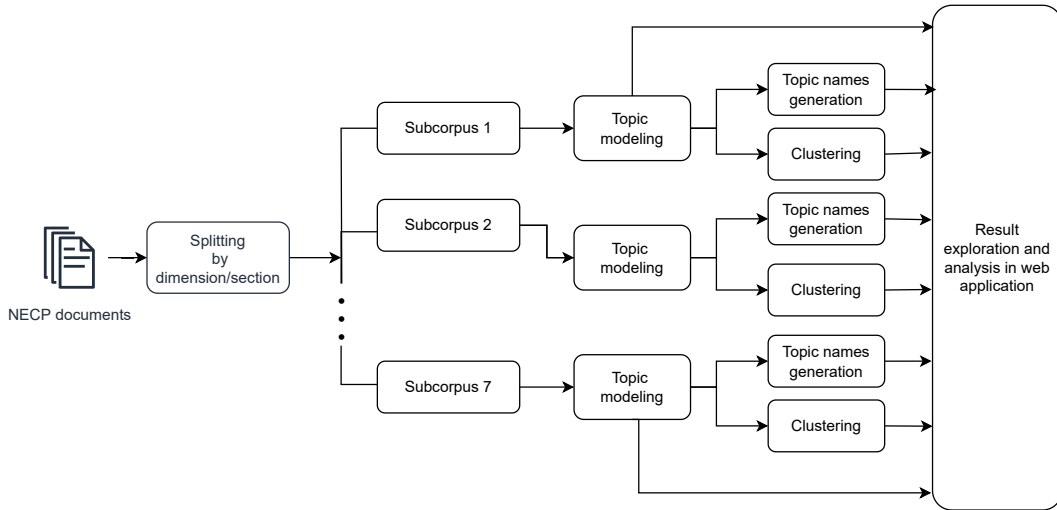 NECP documents
Splitting
by
dimension/section
Subcorpus 1
Topic
modeling
Topic names
generation
Clustering
Subcorpus 2
Topic
modeling
Topic names
generation
Clustering
Subcorpus 7
Topic
modeling
Topic names
generation
Clustering
Result
exploration and
analysis in web
application